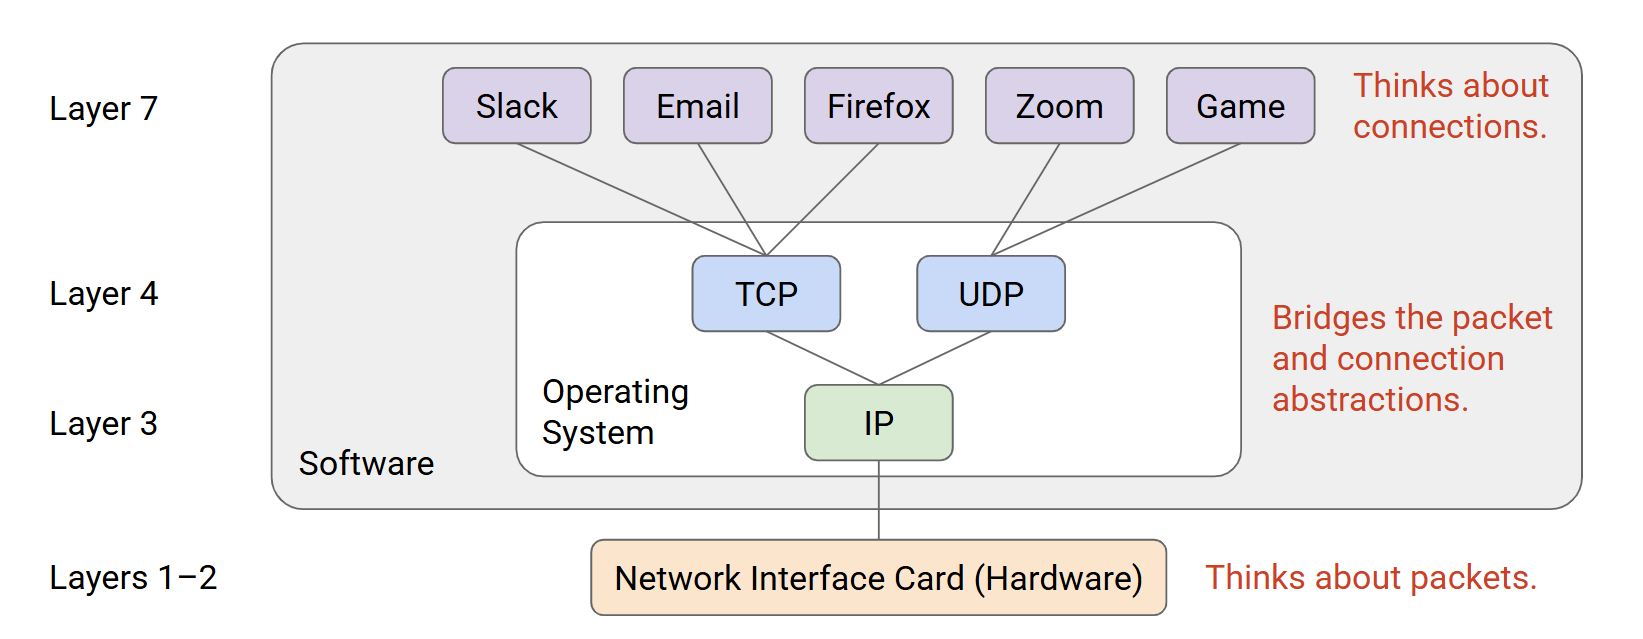 Layer 7
Slack
Email
Firefox
Zoom
Game
Thinks about
connections.
Layer 4
TCP
UDP
Bridges the packet
and connection
abstractions.
Operating
System
Layer 3
IP
Software
Layers 1–2
Network Interface Card (Hardware)
Thinks about packets.